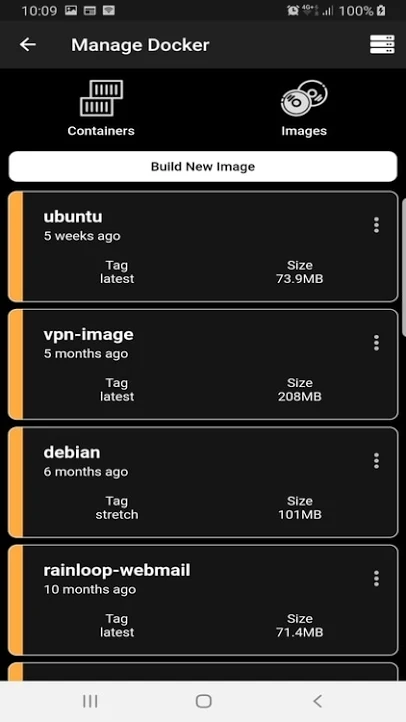 10:09 4G+ 100%
Manage Docker
Containers Images
Build New Image
ubuntu
5 weeks ago
Tag Size
latest 73.9MB
vpn-image
5 months ago
Tag Size
latest 208MB
debian
6 months ago
Tag Size
stretch 101MB
rainloop-webmail
10 months ago
Tag Size
latest 71.4MB